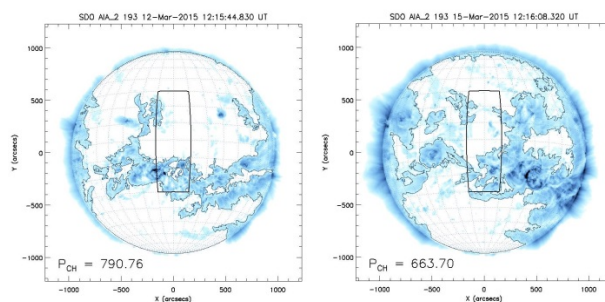 SDO AIA_2 193 12-Mar-2015 12:15:44.830 UT
1000
500
0
-500
-1000
Y (arcsecs)
P_CH = 790.76
-1000 -500 0 500 1000
X (arcsecs)
SDO AIA_2 193 15-Mar-2015 12:16:08.320 UT
1000
500
0
-500
-1000
Y (arcsecs)
P_CH = 663.70
-1000 -500 0 500 1000
X (arcsecs)